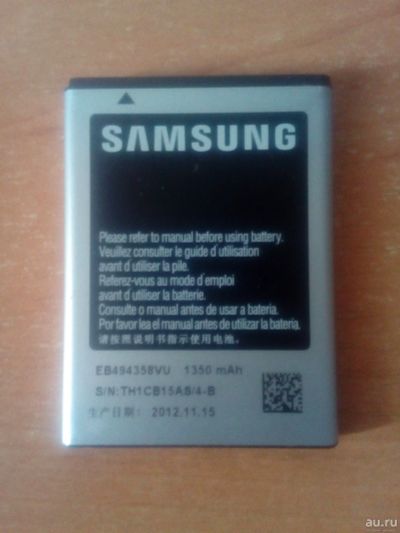 SAMSUNG
Please refer to manual before using battery.
Veuillez consulter le guide d'utilisation
avant d'utiliser la pile.
Referez-vous au mode d'emploi
avant d'utiliser la batterie.
Consulte o manual antes de usar a bateria.
Por favor lea el manual antes de utilizar la bateria.
请按照说明书指示使用电池。
EB494358VU 1350 mAh
S/N:TH1CB15AS/4-B
生产日期: 2012.11.15
au.ru